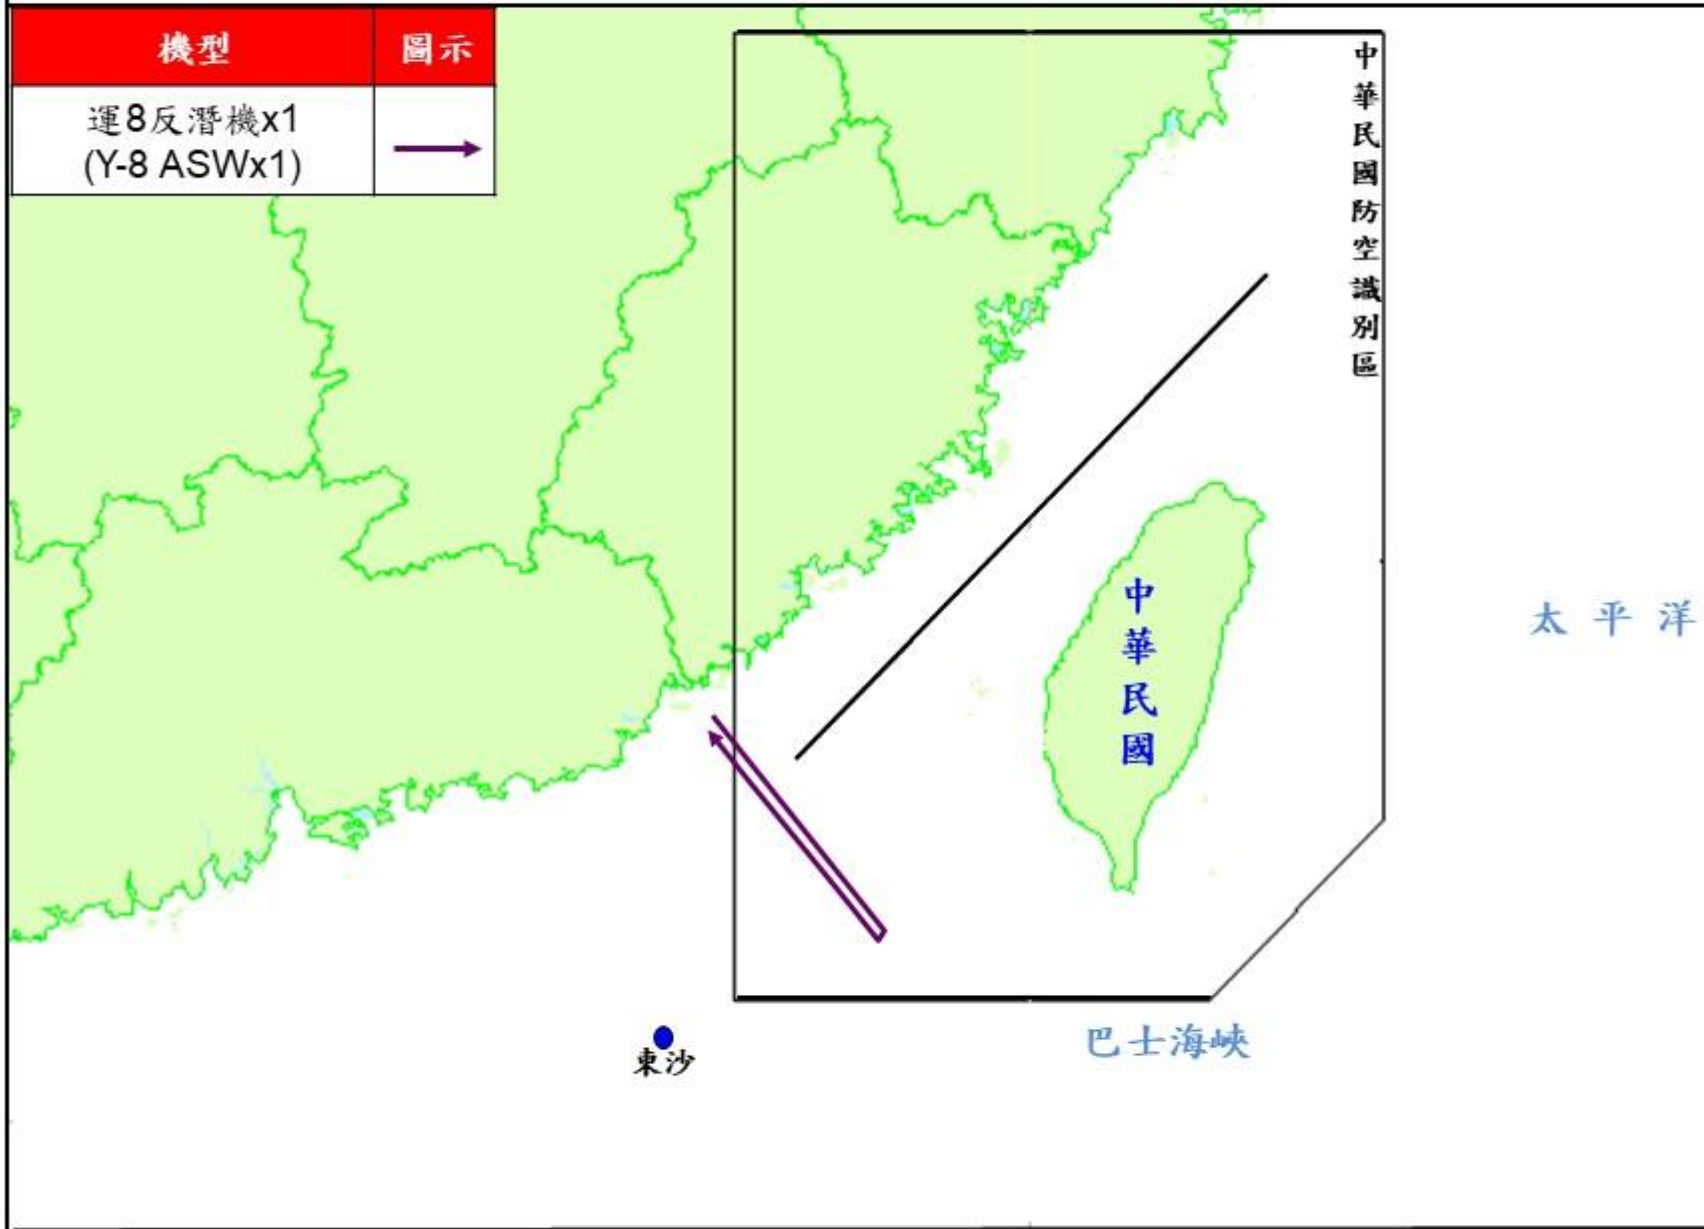 機型
圖示
運8反潛機x1
(Y-8 ASWx1)
中華民國防空識別區
中華民國
太平洋
巴士海峽
東沙